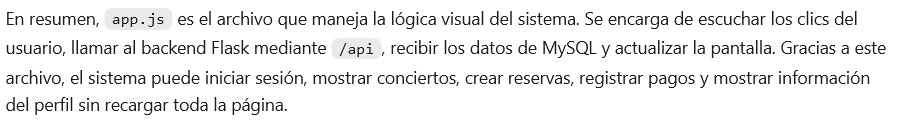 En resumen, app.js es el archivo que maneja la lógica visual del sistema. Se encarga de escuchar los clics del
usuario, llamar al backend Flask mediante /api, recibir los datos de MySQL y actualizar la pantalla. Gracias a este
archivo, el sistema puede iniciar sesión, mostrar conciertos, crear reservas, registrar pagos y mostrar información
del perfil sin recargar toda la página.